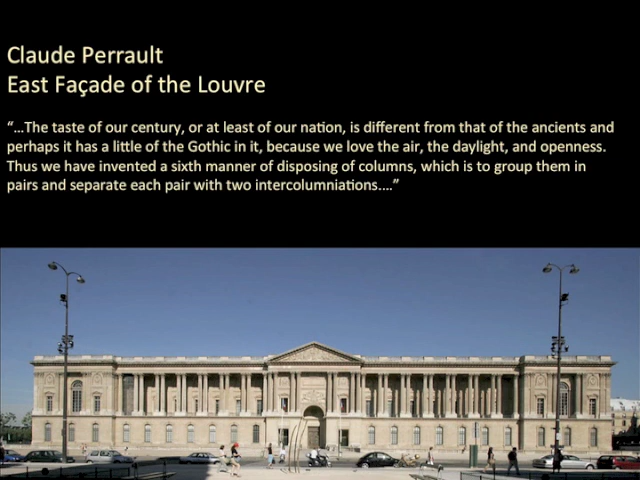 Claude Perrault
East Façade of the Louvre
“…The taste of our century, or at least of our nation, is different from that of the ancients and
perhaps it has a little of the Gothic in it, because we love the air, the daylight, and openness.
Thus we have invented a sixth manner of disposing of columns, which is to group them in
pairs and separate each pair with two intercolumniations.…”